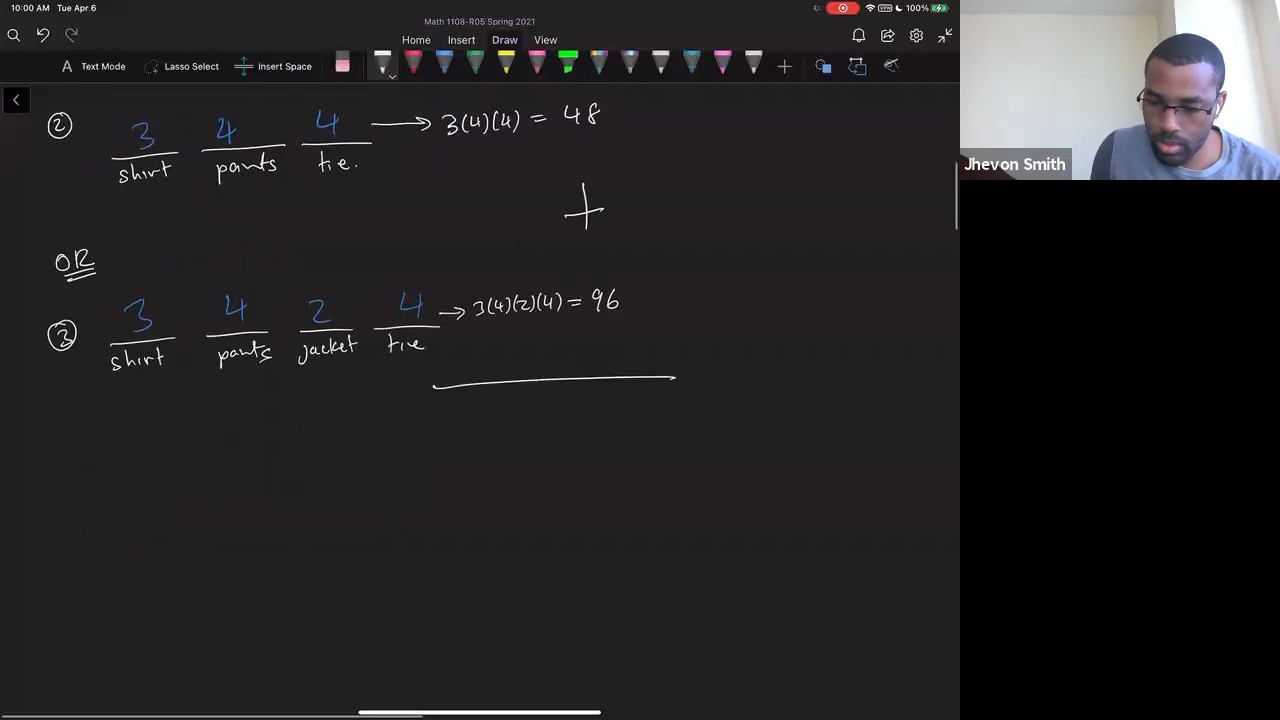 10:00 AM Tue Apr 6
VPN 100%
Math 1108-R05 Spring 2021
Home Insert Draw View
A Text Mode Lasso Select Insert Space
② 3 4 4 → 3(4)(4) = 48
shirt pants tie.
+
OR
③ 3 4 2 4 → 3(4)(2)(4) = 96
shirt pants jacket tie
Jhevon Smith